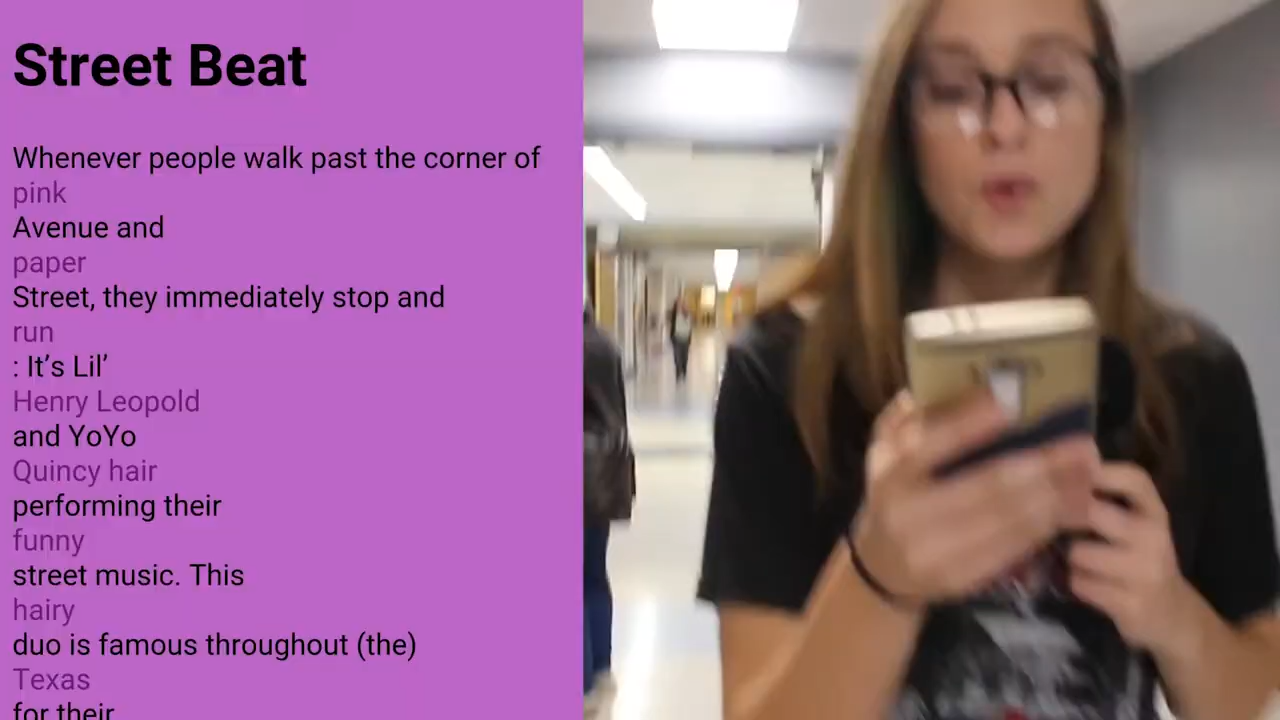 Street Beat
Whenever people walk past the corner of
pink
Avenue and
paper
Street, they immediately stop and
run
: It’s Lil’
Henry Leopold
and YoYo
Quincy hair
performing their
funny
street music. This
hairy
duo is famous throughout (the)
Texas
for their